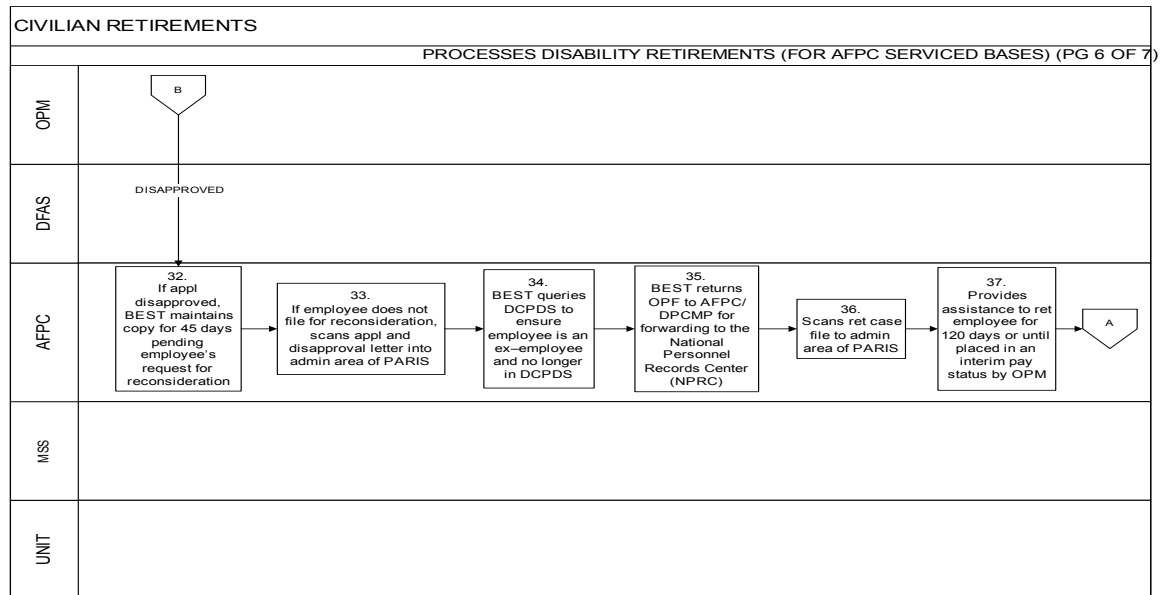 CIVILIAN RETIREMENTS
PROCESSES DISABILITY RETIREMENTS (FOR AFPC SERVICED BASES) (PG 6 OF 7)
OPM
B
DFAS
DISAPPROVED
AFPC
32.
If appl
disapproved,
BEST maintains
copy for 45 days
pending
employee's
request for
reconsideration
33.
If employee does not
file for reconsideration,
scans appl and
disapproval letter into
admin area of PARIS
34.
BEST queries
DCPDS to
ensure
employee is an
ex–employee
and no longer
in DCPDS
35.
BEST returns
OPF to AFPC/
DPCMP for
forwarding to the
National
Personnel
Records Center
(NPRC)
36.
Scans ret case
file to admin
area of PARIS
37.
Provides
assistance to ret
employee for
120 days or until
placed in an
interim pay
status by OPM
A
MSS
UNIT